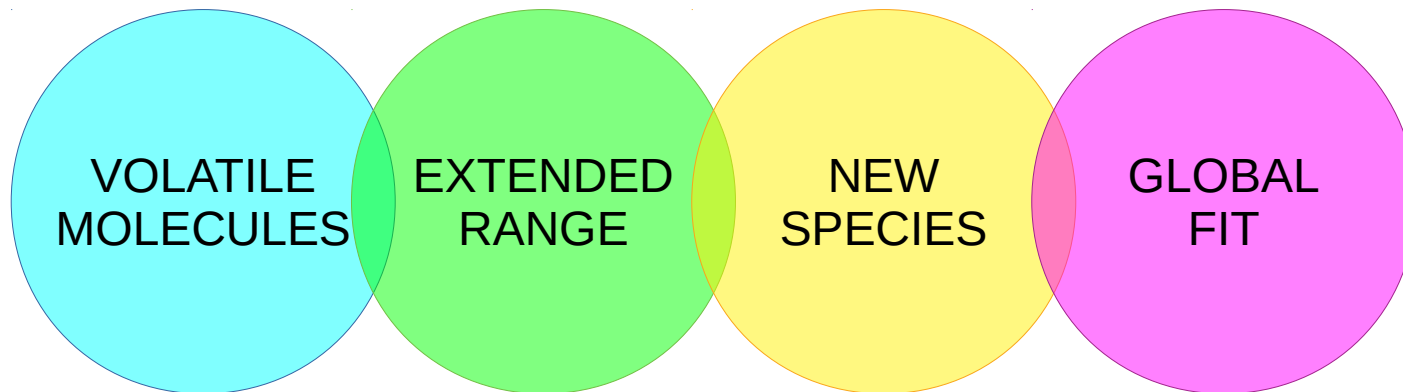 VOLATILE
MOLECULES
EXTENDED
RANGE
NEW
SPECIES
GLOBAL
FIT